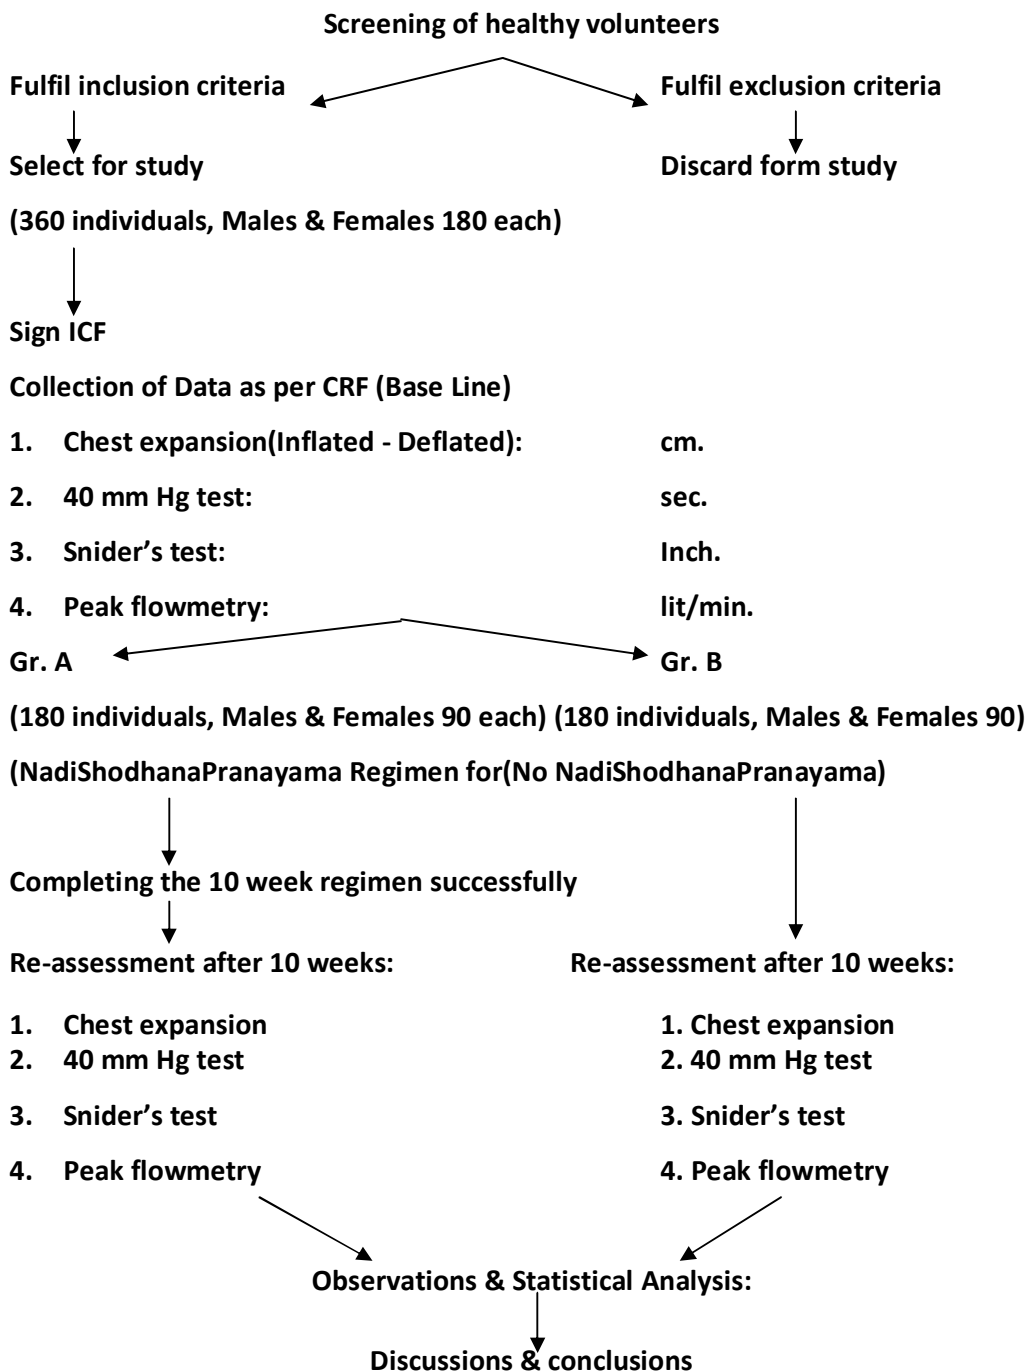 Screening of healthy volunteers
Fulfil inclusion criteria Fulfil exclusion criteria
Select for study Discard form study
(360 individuals, Males & Females 180 each)
Sign ICF
Collection of Data as per CRF (Base Line)
1. Chest expansion(Inflated - Deflated): cm.
2. 40 mm Hg test: sec.
3. Snider’s test: Inch.
4. Peak flowmetry: lit/min.
Gr. A Gr. B
(180 individuals, Males & Females 90 each) (180 individuals, Males & Females 90)
(NadiShodhanaPranayama Regimen for(No NadiShodhanaPranayama)
Completing the 10 week regimen successfully
Re-assessment after 10 weeks: Re-assessment after 10 weeks:
1. Chest expansion 1. Chest expansion
2. 40 mm Hg test 2. 40 mm Hg test
3. Snider’s test 3. Snider’s test
4. Peak flowmetry 4. Peak flowmetry
Observations & Statistical Analysis:
Discussions & conclusions